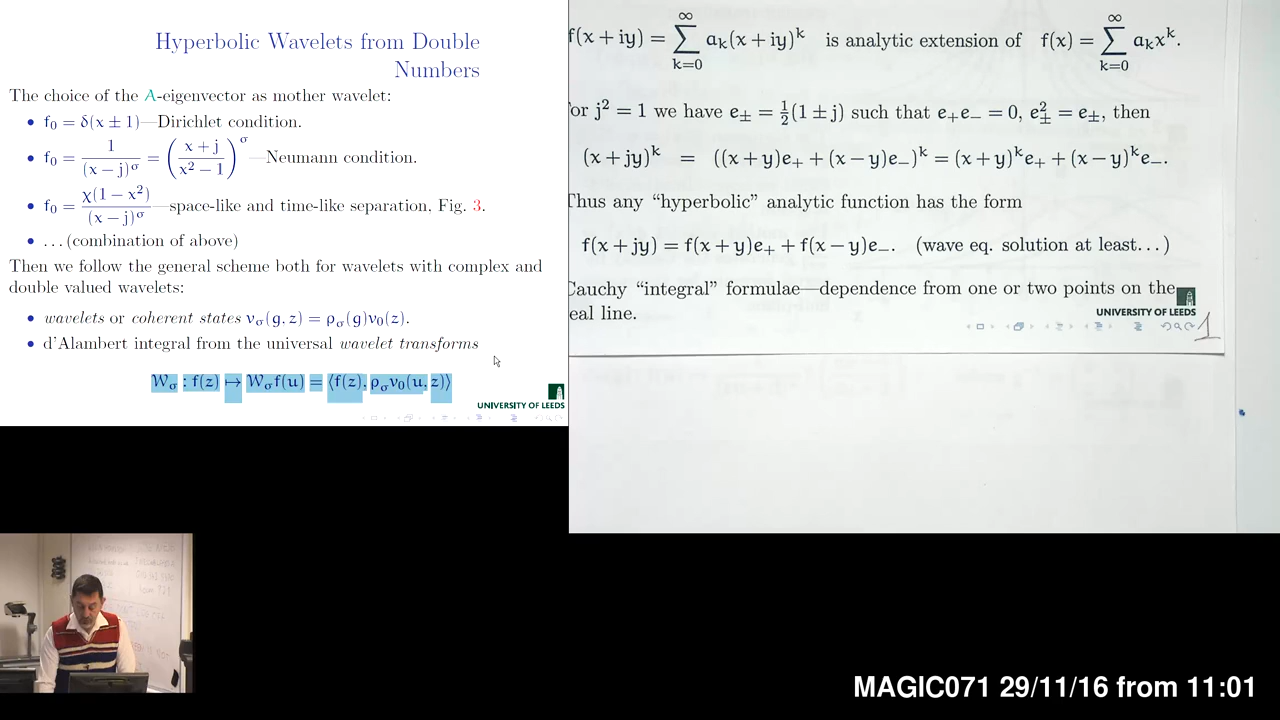 Hyperbolic Wavelets from Double
Numbers
The choice of the A-eigenvector as mother wavelet:
• f₀ = δ(x ± 1)—Dirichlet condition.
• f₀ = 1/(x − j)^σ = ((x + j)/(x² − 1))^σ—Neumann condition.
• f₀ = χ(1 − x²)/(x − j)^σ—space-like and time-like separation, Fig. 3.
• ...(combination of above)
Then we follow the general scheme both for wavelets with complex and
double valued wavelets:
• wavelets or coherent states v_σ(g, z) = ρ_σ(g)v₀(z).
• d'Alembert integral from the universal wavelet transforms
𝒲_σ : f(z) ↦ 𝒲_σf(u) = ⟨f(z), ρ_σv₀(u, z)⟩
UNIVERSITY OF LEEDS
f(x + iy) = ∑_{k=0}^{∞} a_k(x + iy)^k is analytic extension of f(x) = ∑_{k=0}^{∞} a_kx^k.
For j² = 1 we have e_± = ½(1 ± j) such that e₊e₋ = 0, e_±² = e_±, then
(x + jy)^k = ((x + y)e₊ + (x − y)e₋)^k = (x + y)^k e₊ + (x − y)^k e₋.
Thus any “hyperbolic” analytic function has the form
f(x + jy) = f(x + y)e₊ + f(x − y)e₋. (wave eq. solution at least...)
Cauchy “integral” formulae—dependence from one or two points on the
real line.
UNIVERSITY OF LEEDS
1
MAGIC071 29/11/16 from 11:01